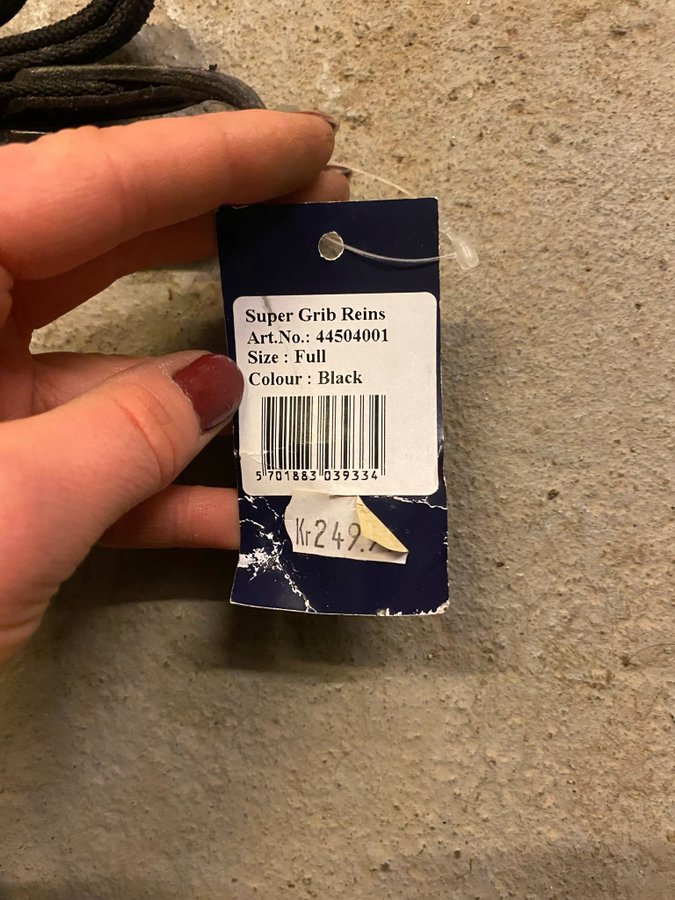 Super Grib Reins
Art.No.: 44504001
Size : Full
Colour : Black
5 701883 039334
Kr249.